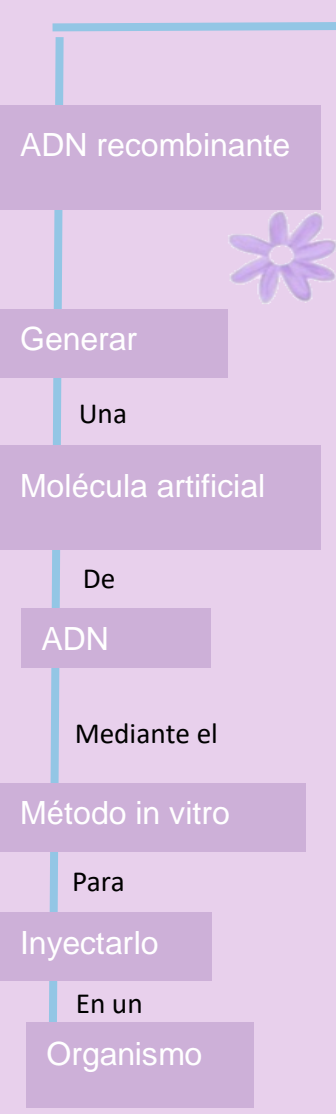 ADN recombinante
Generar
Una
Molécula artificial
De
ADN
Mediante el
Método in vitro
Para
Inyectarlo
En un
Organismo